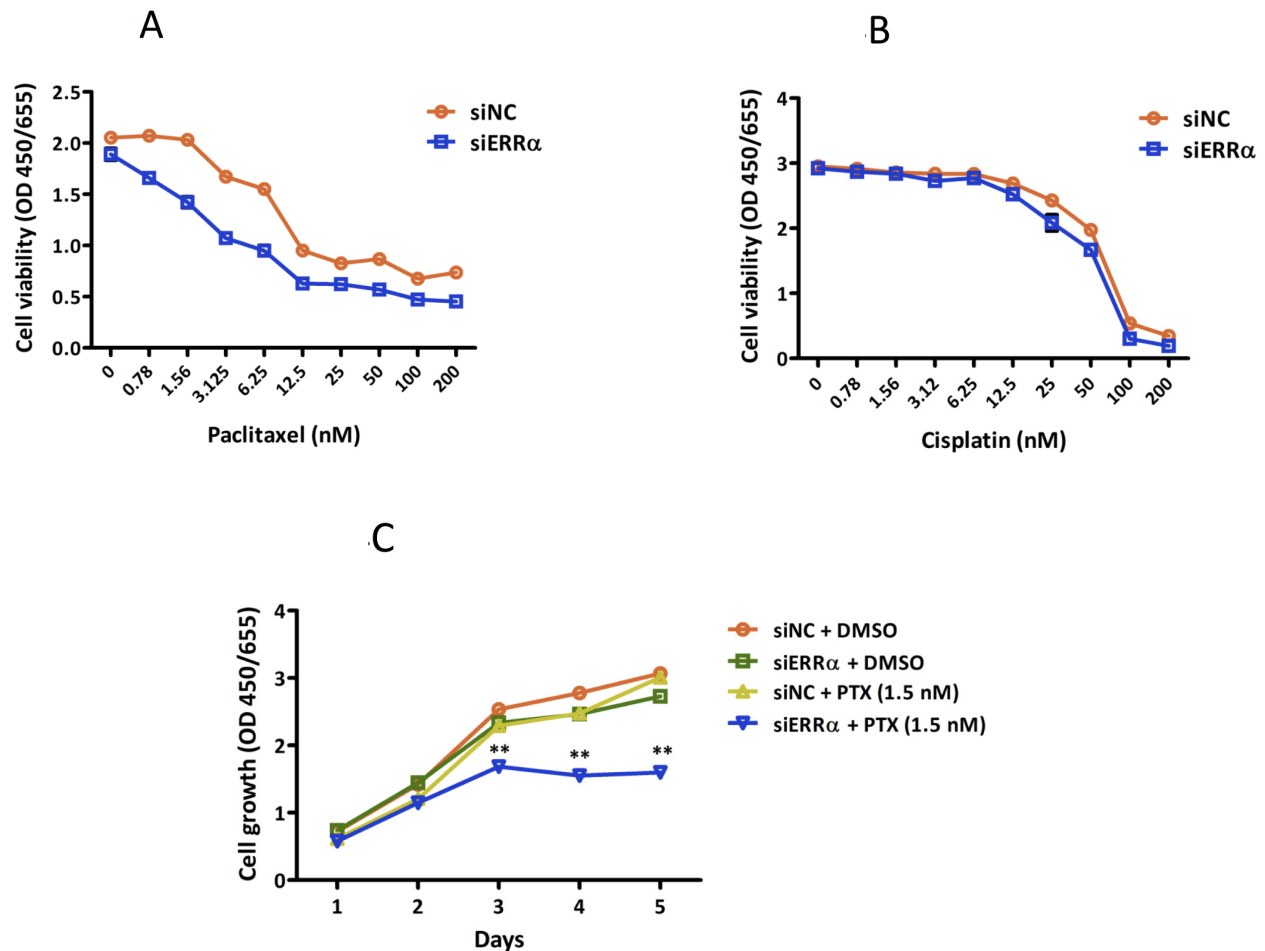 A
Cell viability (OD 450/655)
2.5
2.0
1.5
1.0
0.5
0.0
0 0.78 1.56 3.125 6.25 12.5 25 50 100 200
Paclitaxel (nM)
siNC
siERRα
B
Cell viability (OD 450/655)
4
3
2
1
0
0 0.78 1.56 3.12 6.25 12.5 25 50 100 200
Cisplatin (nM)
siNC
siERRα
C
Cell growth (OD 450/655)
4
3
2
1
0
** ** **
1 2 3 4 5
Days
siNC + DMSO
siERRα + DMSO
siNC + PTX (1.5 nM)
siERRα + PTX (1.5 nM)